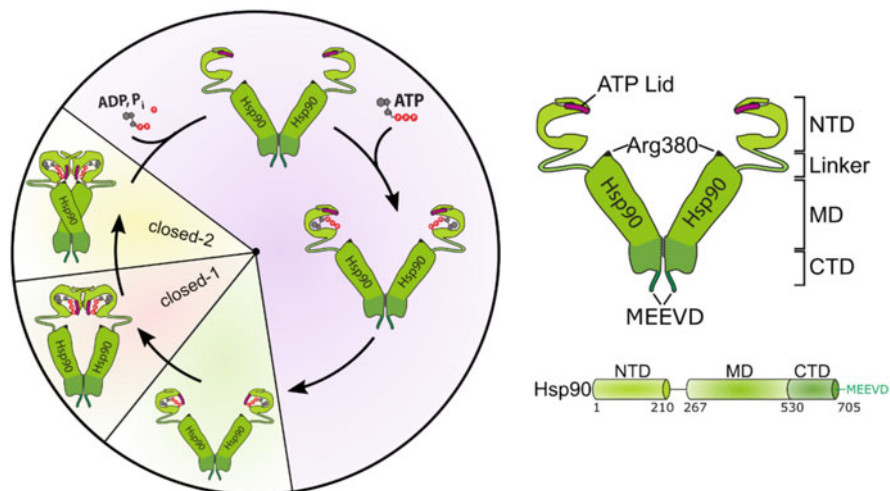 ADP, Pi
Hsp90
Hsp90
ATP
PPP
Hsp90
closed-2
Hsp90
Hsp90
closed-1
Hsp90
Hsp90
Hsp90
Hsp90
ATP Lid
NTD
Arg380
Linker
Hsp90
Hsp90
MD
CTD
MEEVD
NTD
MD
CTD
Hsp90
MEEVD
1
210
267
530
705